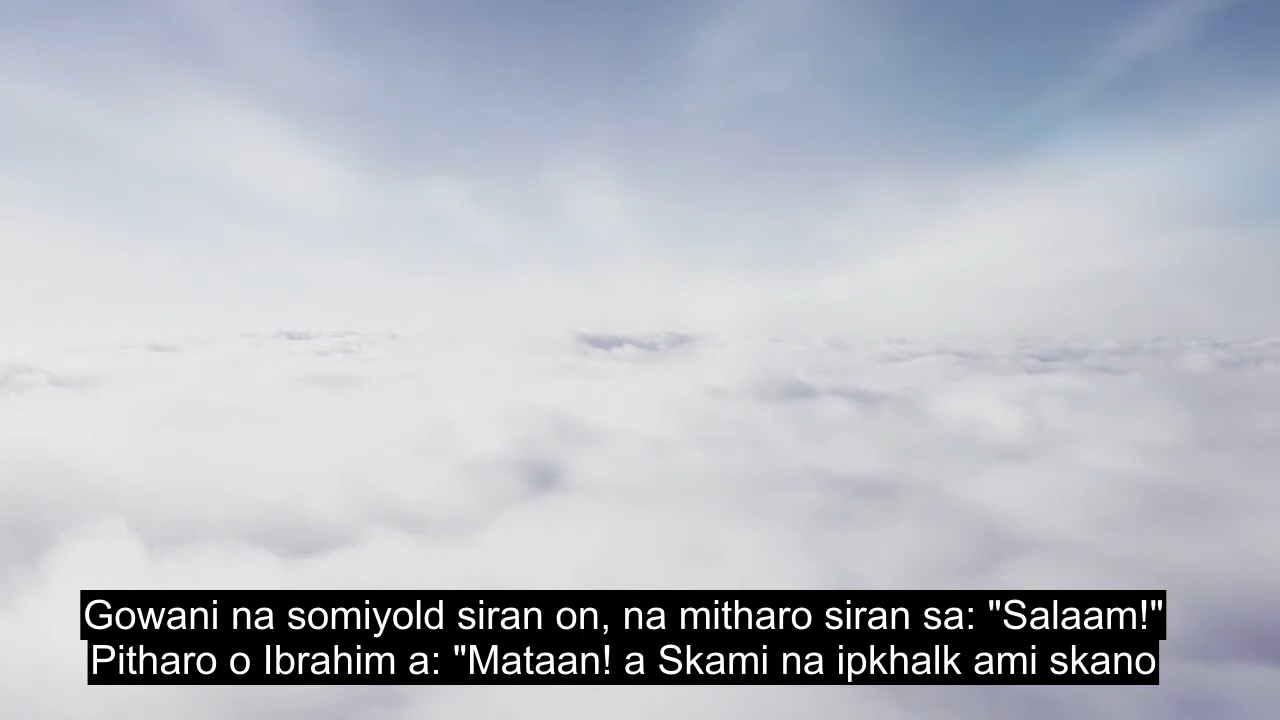 Gowani na somiyold siran on, na mitharo siran sa: "Salaam!"
Pitharo o Ibrahim a: "Mataan! a Skami na ipkhalk ami skano